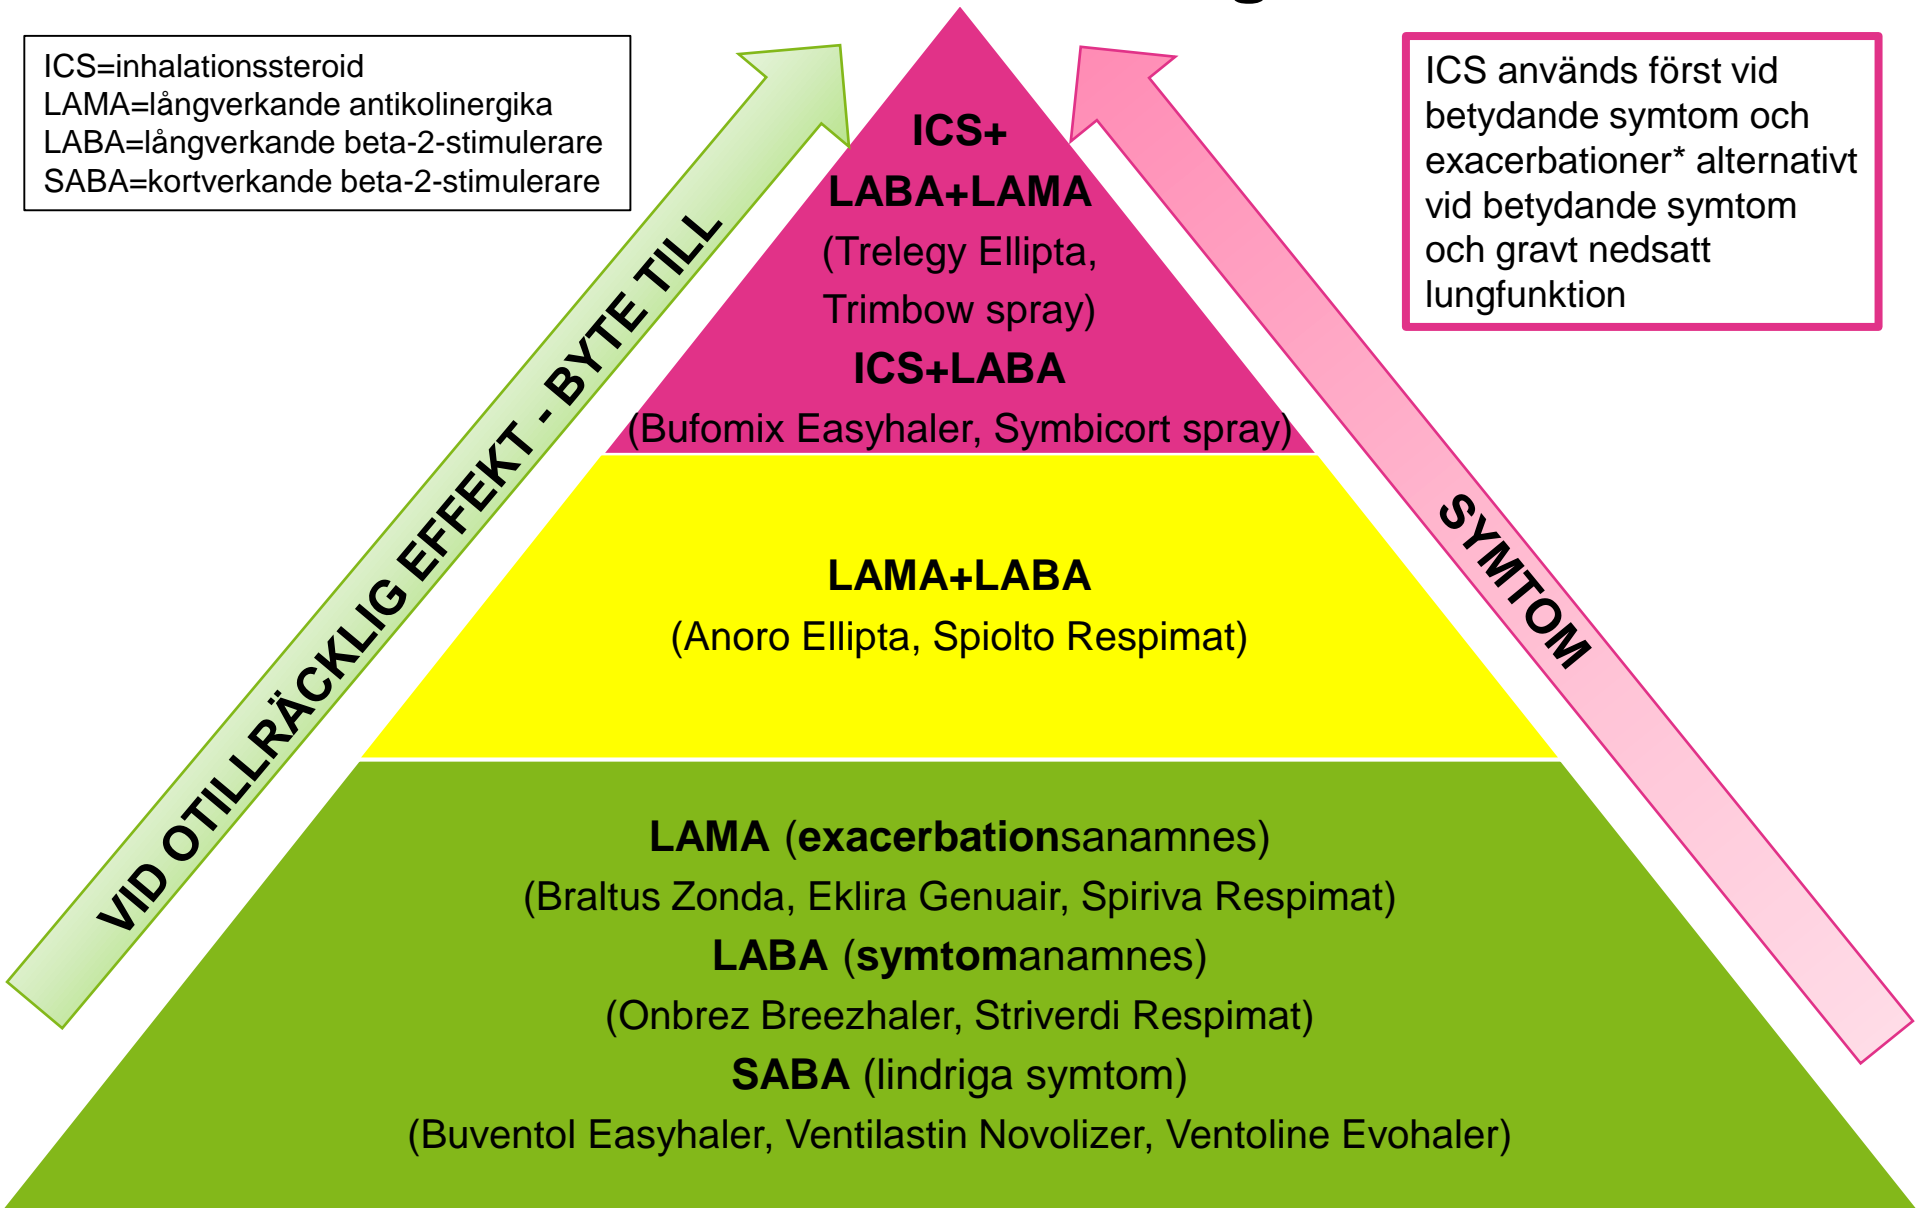 ICS=inhalationssteroid
LAMA=långverkande antikolinergika
LABA=långverkande beta-2-stimulerare
SABA=kortverkande beta-2-stimulerare
ICS används först vid
betydande symtom och
exacerbationer* alternativt
vid betydande symtom
och gravt nedsatt
lungfunktion
VID OTILLRÄCKLIG EFFEKT - BYTE TILL
SYMTOM
ICS+
LABA+LAMA
(Trelegy Ellipta,
Trimbow spray)
ICS+LABA
(Bufomix Easyhaler, Symbicort spray)
LAMA+LABA
(Anoro Ellipta, Spiolto Respimat)
LAMA (exacerbationsanamnes)
(Braltus Zonda, Eklira Genuair, Spiriva Respimat)
LABA (symtomanamnes)
(Onbrez Breezhaler, Striverdi Respimat)
SABA (lindriga symtom)
(Buventol Easyhaler, Ventilastin Novolizer, Ventoline Evohaler)